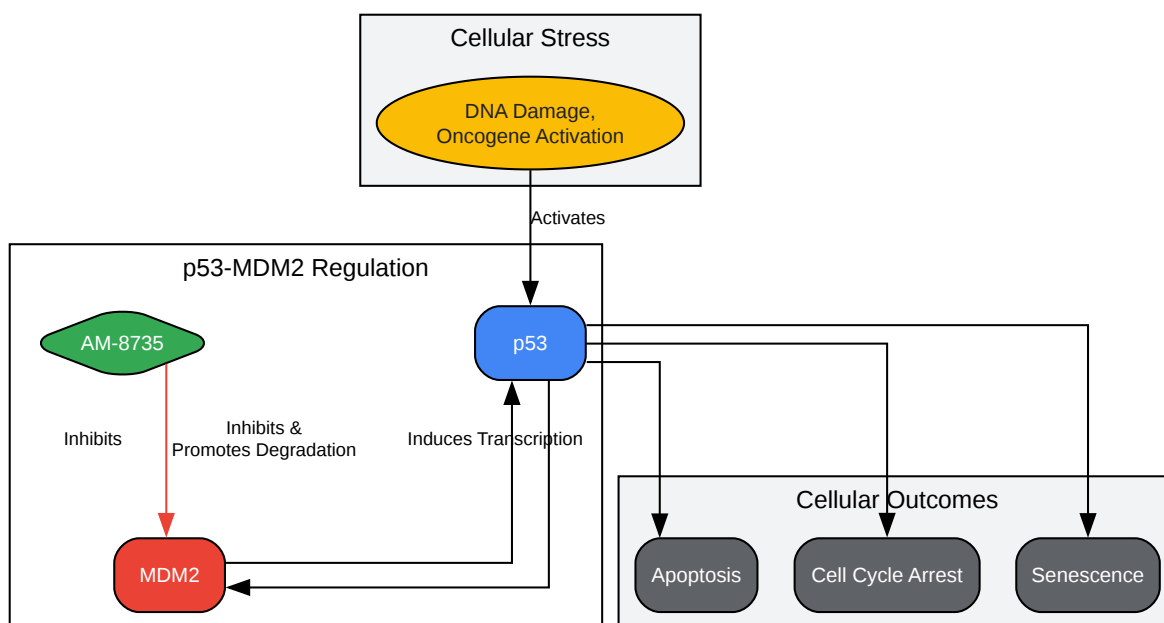 Cellular Stress
DNA Damage,
Oncogene Activation
Activates
p53-MDM2 Regulation
AM-8735
p53
Inhibits
Inhibits &
Promotes Degradation
Induces Transcription
Cellular Outcomes
MDM2
Apoptosis
Cell Cycle Arrest
Senescence